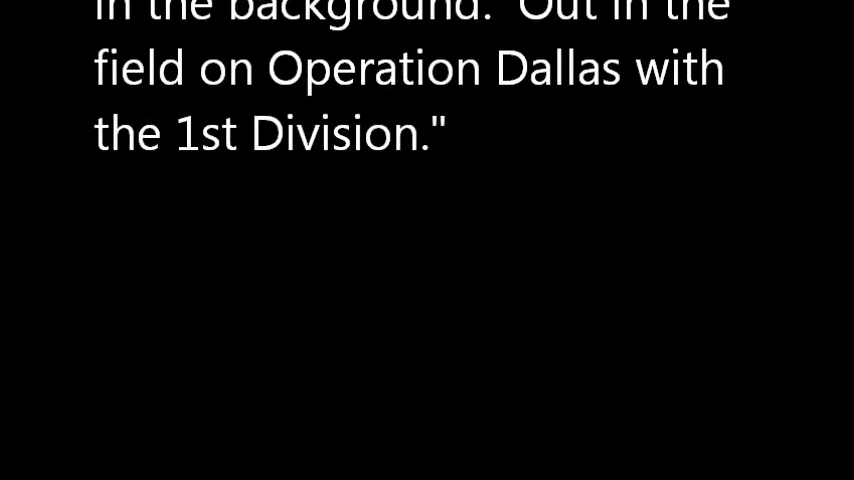 in the background. "Out in the
field on Operation Dallas with
the 1st Division."